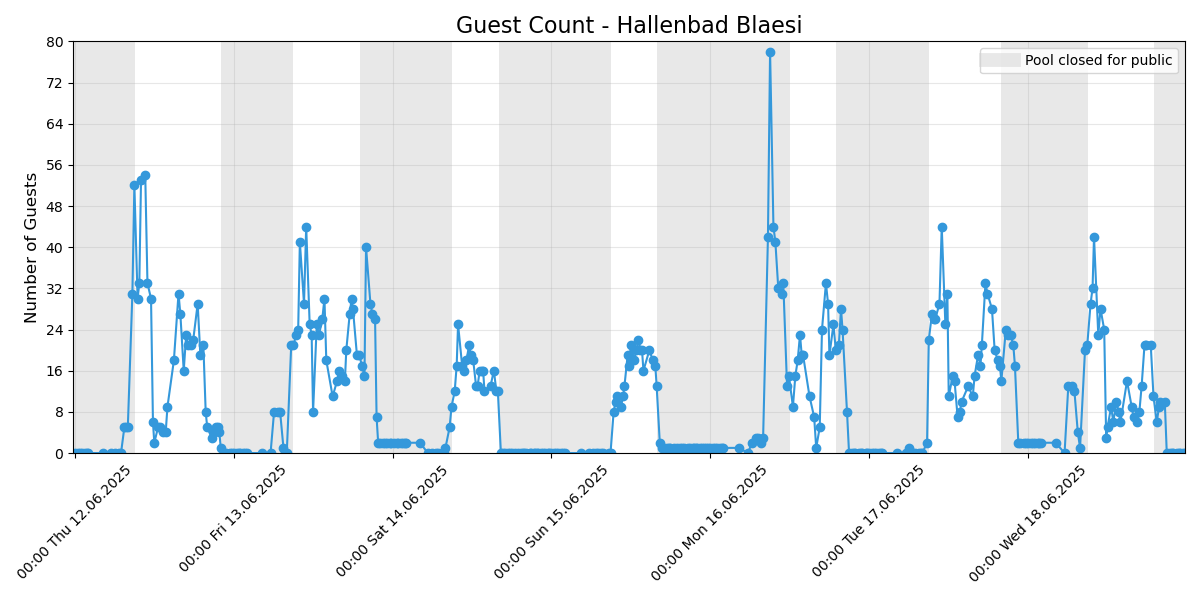 Guest Count - Hallenbad Blaesi
Pool closed for public
Number of Guests
80
72
64
56
48
40
32
24
16
8
0
00:00 Thu 12.06.2025
00:00 Fri 13.06.2025
00:00 Sat 14.06.2025
00:00 Sun 15.06.2025
00:00 Mon 16.06.2025
00:00 Tue 17.06.2025
00:00 Wed 18.06.2025